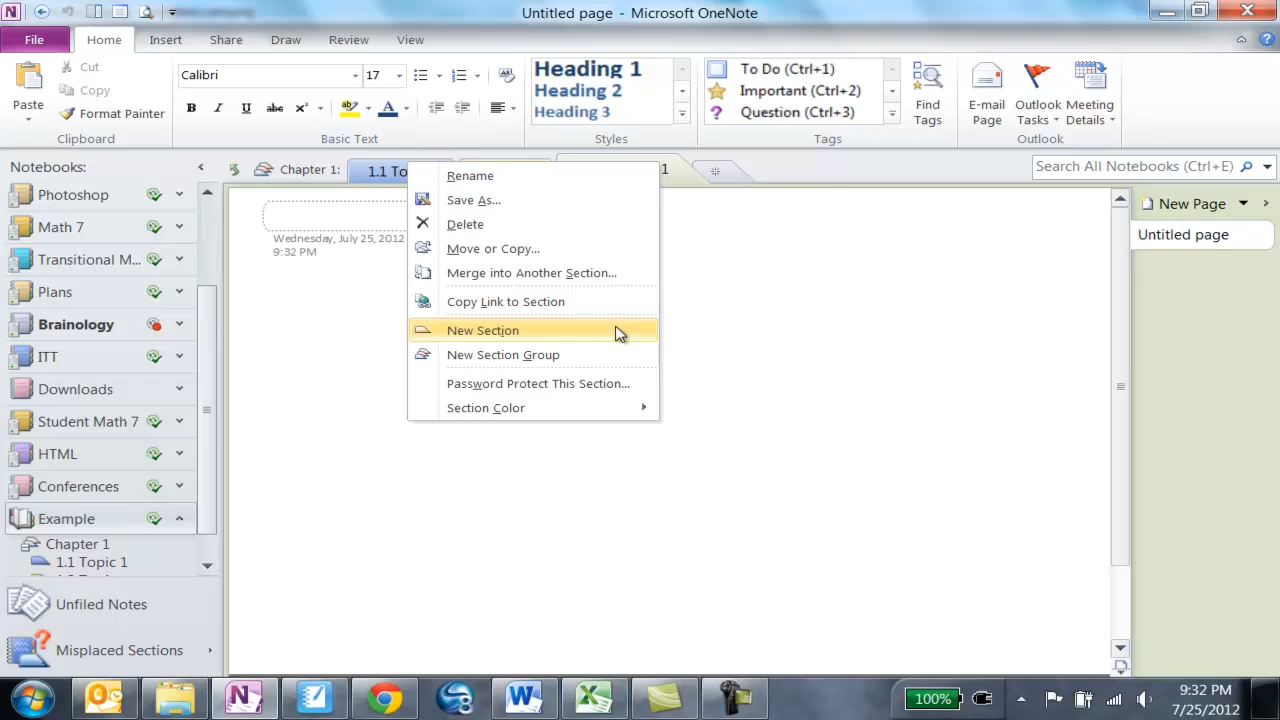 Untitled page - Microsoft OneNote
File Home Insert Share Draw Review View
Paste
Cut
Copy
Format Painter
Clipboard
Calibri 17
B I U abc x² A
Basic Text
Heading 1
Heading 2
Heading 3
Styles
To Do (Ctrl+1)
Important (Ctrl+2)
? Question (Ctrl+3)
Tags
Find
Tags
E-mail
Page
Outlook
Tasks
Meeting
Details
Outlook
Notebooks:
Chapter 1:
1.1 To
1
Search All Notebooks (Ctrl+E)
Photoshop
Math 7
Transitional M...
Plans
Brainology
ITT
Downloads
Student Math 7
HTML
Conferences
Example
Chapter 1
1.1 Topic 1
Unfiled Notes
Misplaced Sections
Wednesday, July 25, 2012
9:32 PM
Rename
Save As...
Delete
Move or Copy...
Merge into Another Section...
Copy Link to Section
New Section
New Section Group
Password Protect This Section...
Section Color
New Page
Untitled page
100%
9:32 PM
7/25/2012